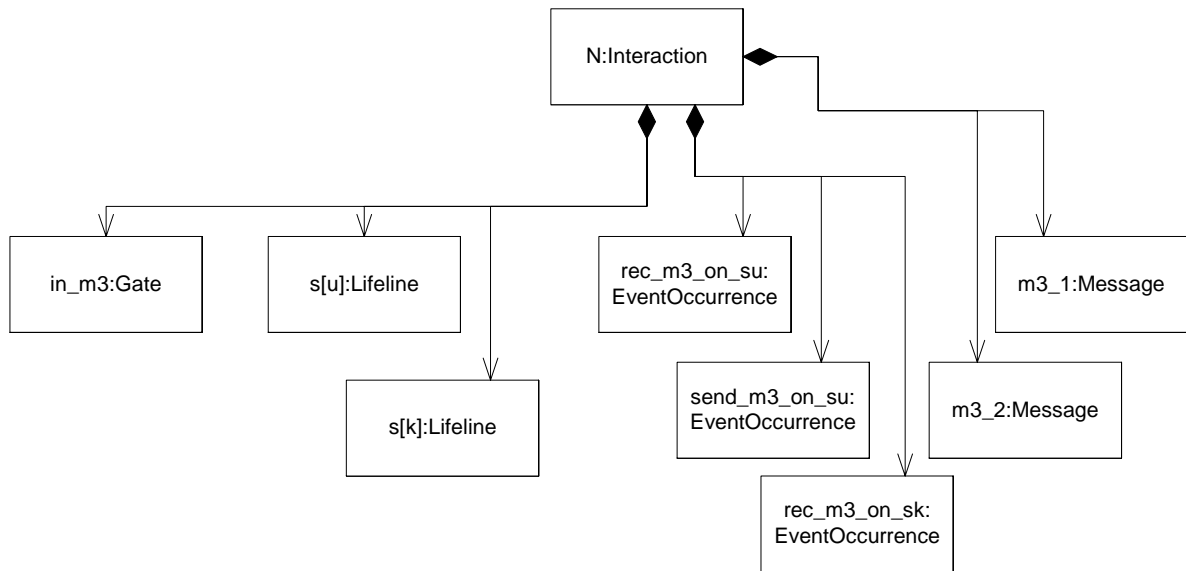 N:Interaction
in_m3:Gate
s[u]:Lifeline
rec_m3_on_su:
EventOccurrence
m3_1:Message
s[k]:Lifeline
send_m3_on_su:
EventOccurrence
m3_2:Message
rec_m3_on_sk:
EventOccurrence